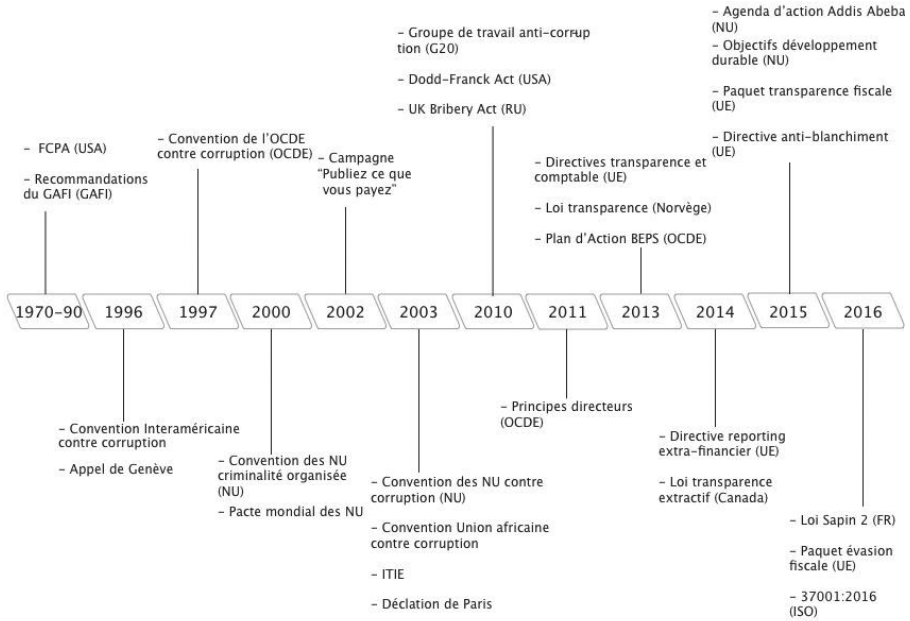 - FCPA (USA)
- Recommandations
du GAFI (GAFI)
- Convention de l'OCDE
contre corruption (OCDE)
- Campagne
"Publiez ce que
vous payez"
- Groupe de travail anti-corrup
tion (G20)
- Dodd-Franck Act (USA)
- UK Bribery Act (RU)
- Directives transparence et
comptable (UE)
- Loi transparence (Norvège)
- Plan d'Action BEPS (OCDE)
- Agenda d'action Addis Abeba
(NU)
- Objectifs développement
durable (NU)
- Paquet transparence fiscale
(UE)
- Directive anti-blanchiment
(UE)
1970-90 1996 1997 2000 2002 2003 2010 2011 2013 2014 2015 2016
- Convention Interaméricaine
contre corruption
- Appel de Genève
- Convention des NU
criminalité organisée
(NU)
- Pacte mondial des NU
- Convention des NU contre
corruption (NU)
- Convention Union africaine
contre corruption
- ITIE
- Déclation de Paris
- Principes directeurs
(OCDE)
- Directive reporting
extra-financier (UE)
- Loi transparence
extractif (Canada)
- Loi Sapin 2 (FR)
- Paquet évasion
fiscale (UE)
- 37001:2016
(ISO)